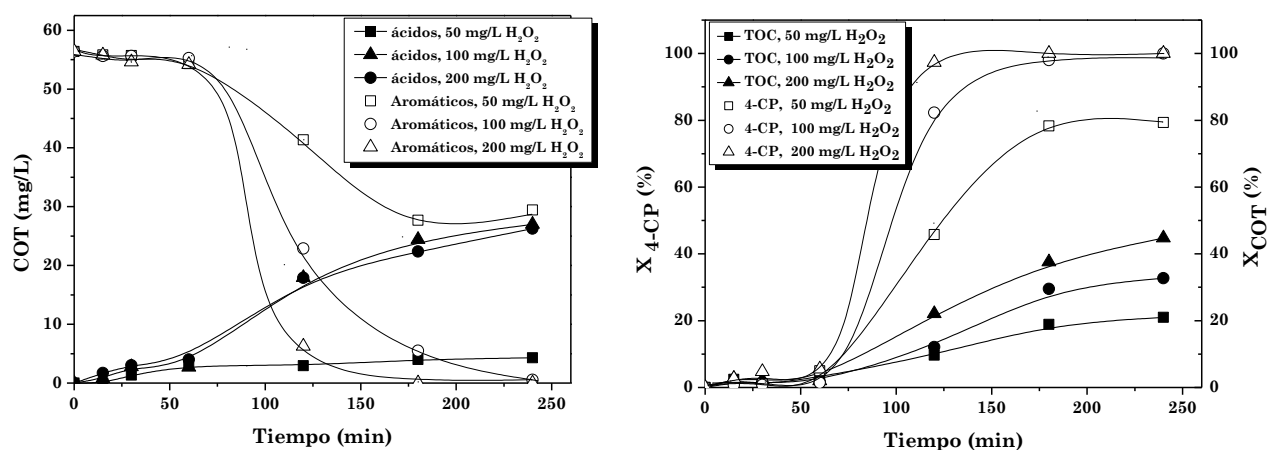 ácidos, 50 mg/L H₂O₂
ácidos, 100 mg/L H₂O₂
ácidos, 200 mg/L H₂O₂
Aromáticos, 50 mg/L H₂O₂
Aromáticos, 100 mg/L H₂O₂
Aromáticos, 200 mg/L H₂O₂
COT (mg/L)
60
50
40
30
20
10
0
0
50
100
150
200
250
Tiempo (min)
TOC, 50 mg/L H₂O₂
TOC, 100 mg/L H₂O₂
TOC, 200 mg/L H₂O₂
4-CP, 50 mg/L H₂O₂
4-CP, 100 mg/L H₂O₂
4-CP, 200 mg/L H₂O₂
X4-CP (%)
100
80
60
40
20
0
0
50
100
150
200
250
Tiempo (min)
100
80
60
40
20
0
XCOT (%)